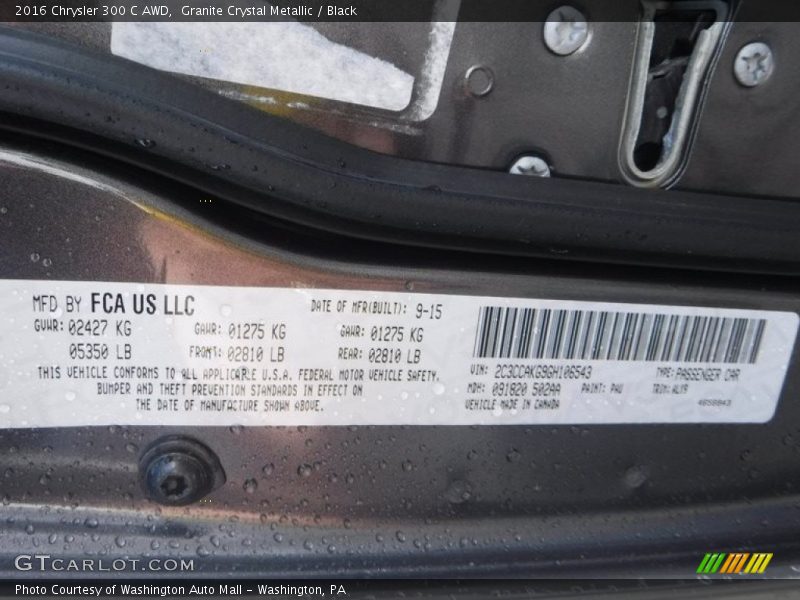 2016 Chrysler 300 C AWD,  Granite Crystal Metallic / Black
MFD BY FCA US LLC
DATE OF MFR(BUILT): 9-15
GVWR: 02427 KG
GAWR: 01275 KG
GAWR: 01275 KG
05350 LB
FRONT: 02810 LB
REAR: 02810 LB
THIS VEHICLE CONFORMS TO ALL APPLICABLE U.S.A. FEDERAL MOTOR VEHICLE SAFETY,
BUMPER AND THEFT PREVENTION STANDARDS IN EFFECT ON
THE DATE OF MANUFACTURE SHOWN ABOVE.
VIN: 2C3CCAKG9GH106543
TYPE: PASSENGER CAR
MDH: 091820 502AA
PAINT: PAU
TRIM: ALX9
VEHICLE MADE IN CANADA
GTCARLOT.COM
Photo Courtesy of Washington Auto Mall - Washington, PA